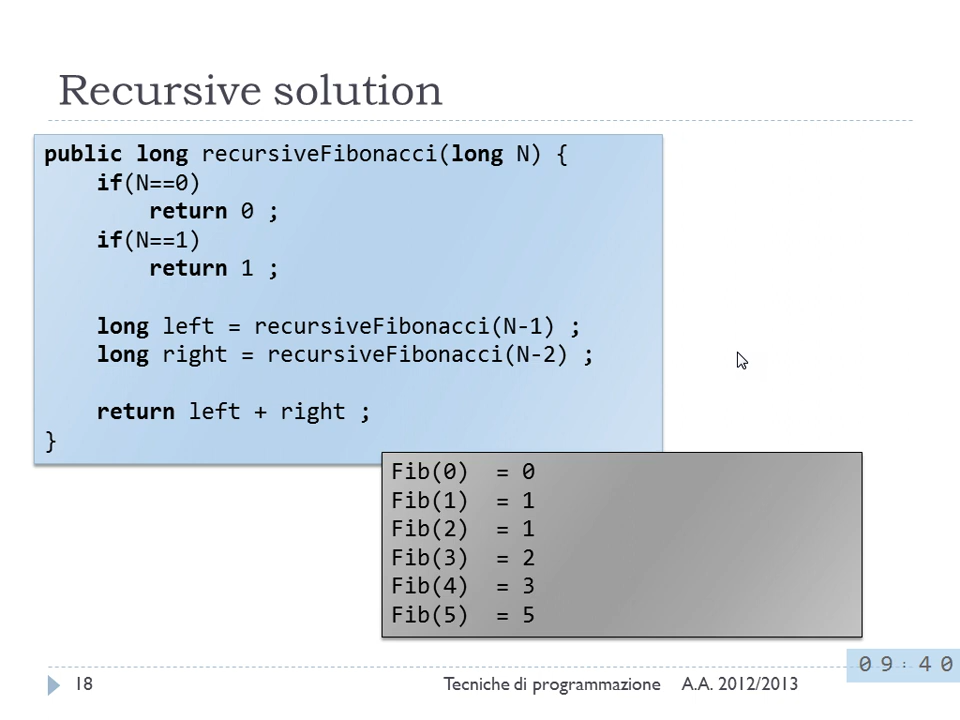 Recursive solution
public long recursiveFibonacci(long N) {
if(N==0)
return 0 ;
if(N==1)
return 1 ;
long left = recursiveFibonacci(N-1) ;
long right = recursiveFibonacci(N-2) ;
return left + right ;
}
Fib(0) = 0
Fib(1) = 1
Fib(2) = 1
Fib(3) = 2
Fib(4) = 3
Fib(5) = 5
09:40
18 Tecniche di programmazione A.A. 2012/2013